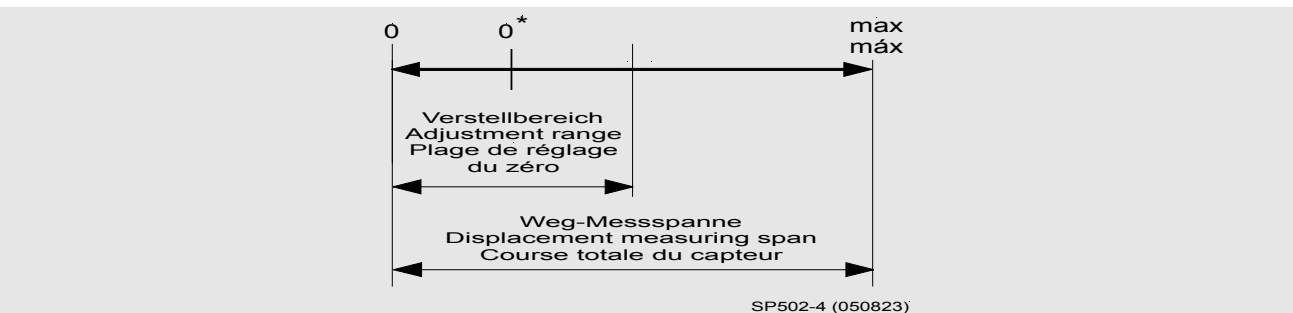 0 0* max
máx
Verstellbereich
Adjustment range
Plage de réglage
du zéro
Weg-Messspanne
Displacement measuring span
Course totale du capteur
SP502-4 (050823)